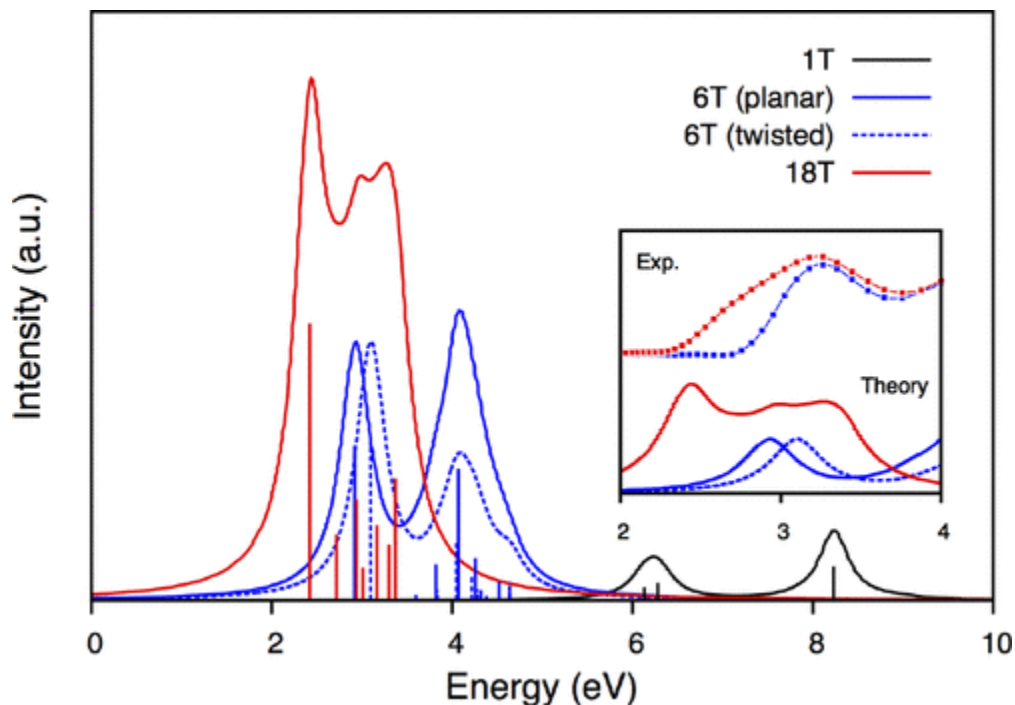 1T
6T (planar)
6T (twisted)
18T
Intensity (a.u.)
Exp.
Theory
2 3 4
0 2 4 6 8 10
Energy (eV)